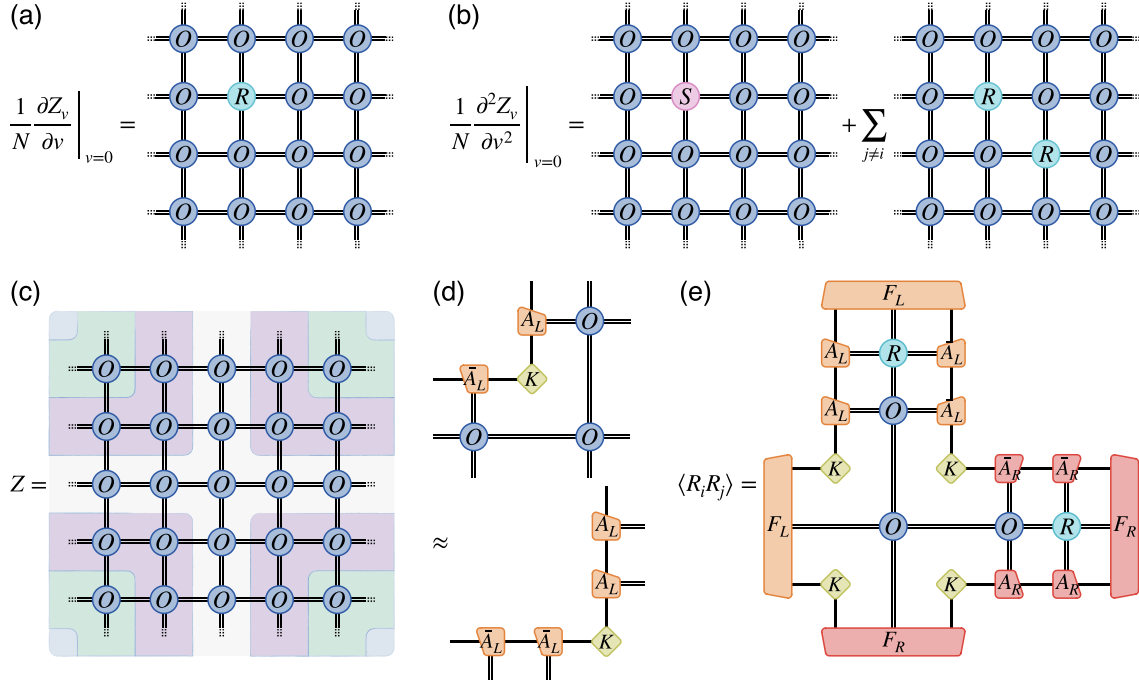 (a)
(b)
O O O O
O R O O
O O O O
O O O O
1/N ∂Z_v/∂v |_{v=0} =
O O O O
O S O O
O O O O
O O O O
1/N ∂²Z_v/∂v² |_{v=0} =
+ ∑_{j≠i}
O O O O
O R O O
O O R O
O O O O
(c)
O O O O O
O O O O O
Z = O O O O O
O O O O O
O O O O O
(d)
A_L O
Ā_L K
O O
≈
A_L
A_L
Ā_L Ā_L K
(e)
F_L
A_L R Ā_L
A_L O Ā_L
K K Ā_R Ā_R
⟨R_i R_j⟩ = F_L O O R F_R
K K A_R A_R
F_R